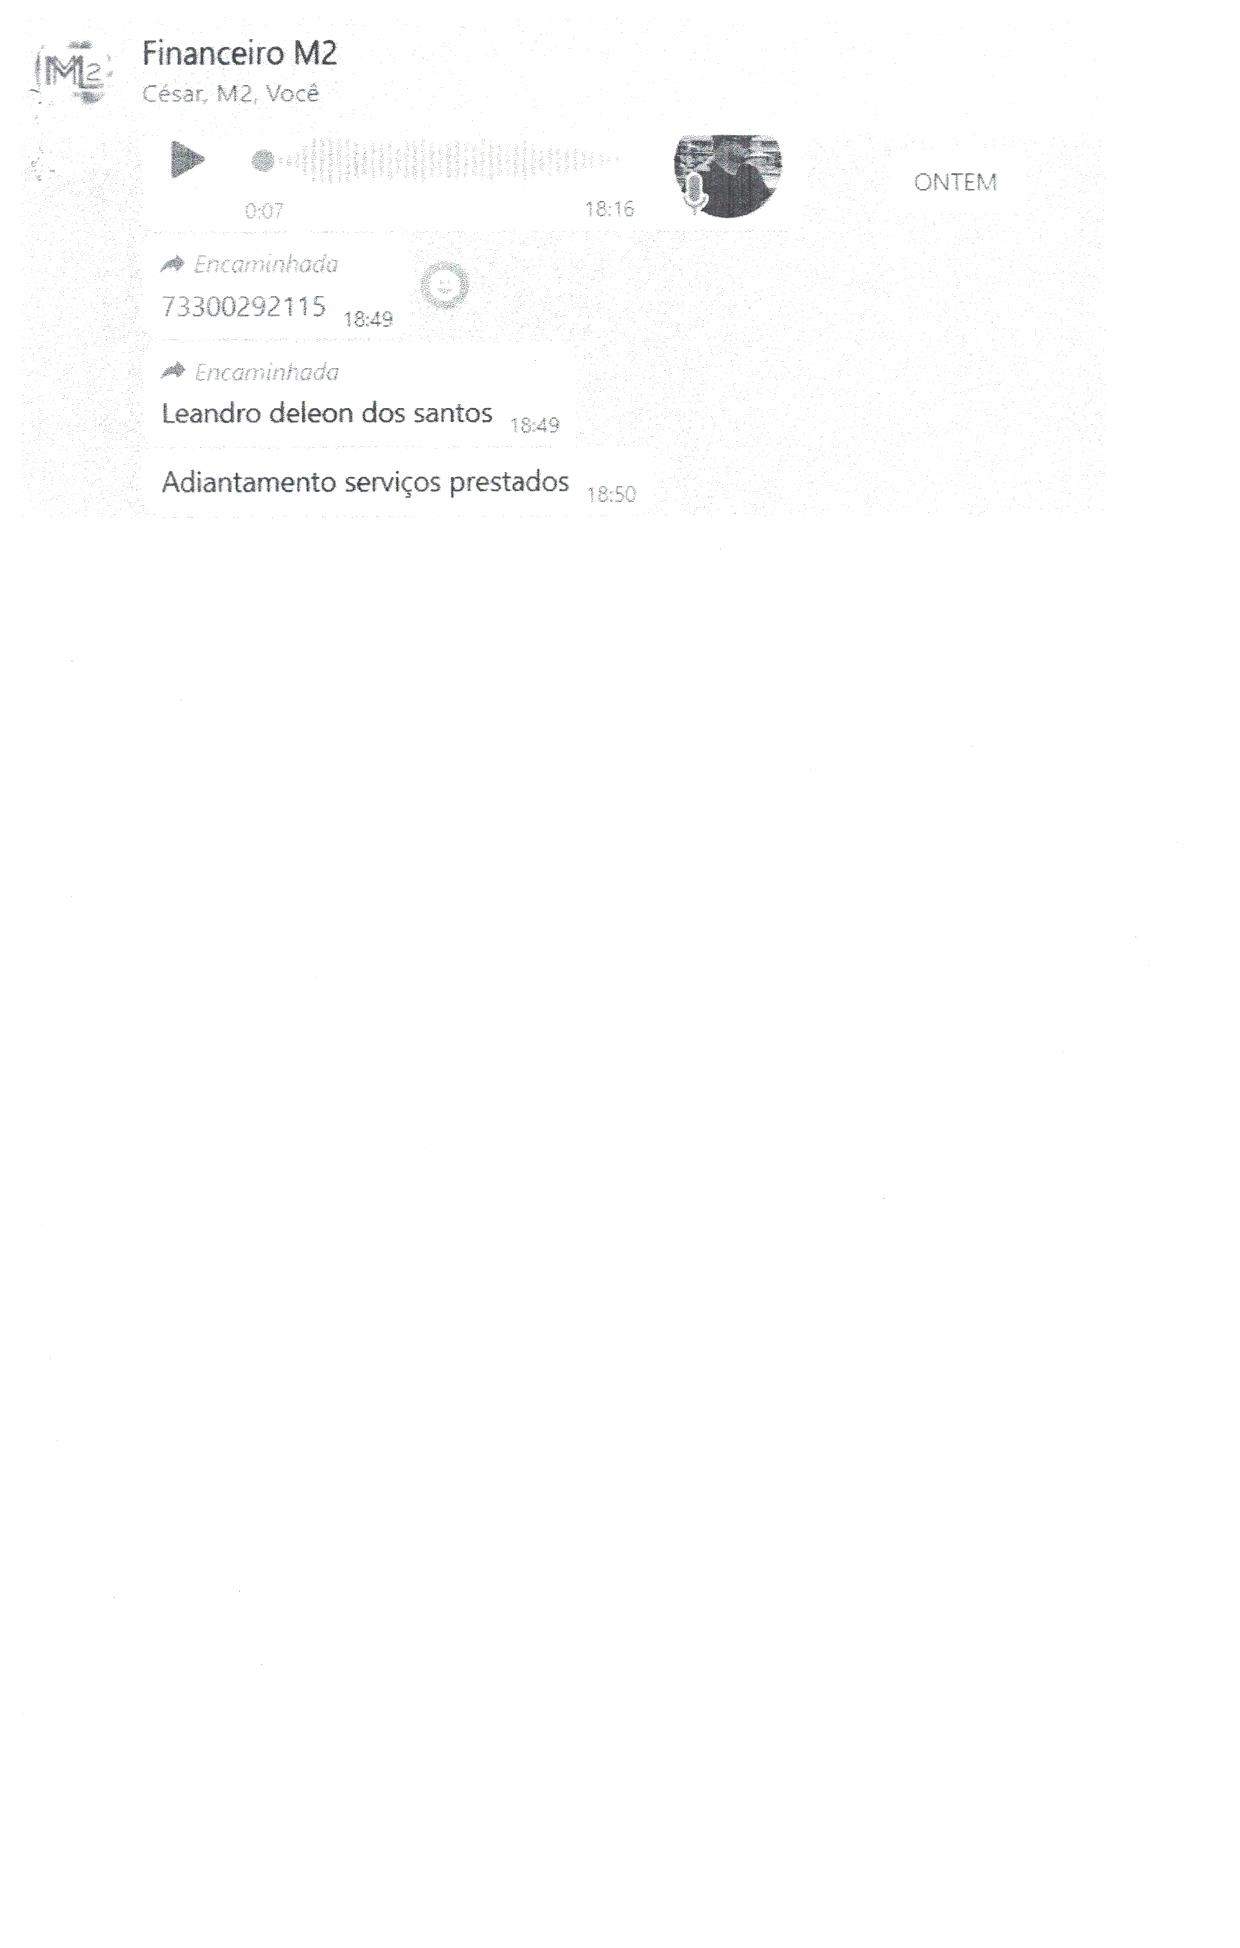 M2
Financeiro M2
César, M2, Você
0:07 18:16
ONTEM
Encaminhada
73300292115 18:49
Encaminhada
Leandro deleon dos santos 18:49
Adiantamento serviços prestados 18:50